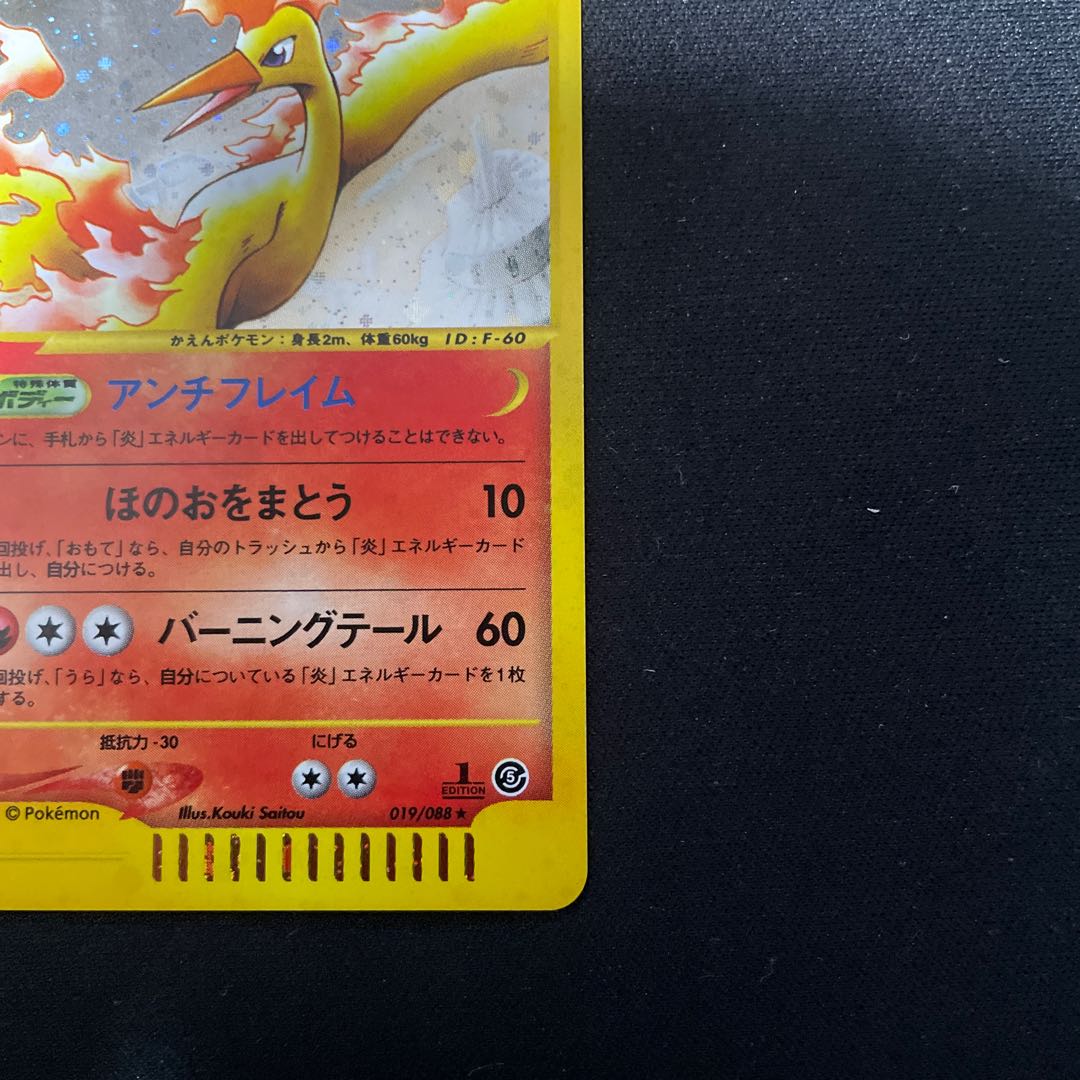 かえんポケモン：身長2m、体重60kg ID：F-60
特殊体質
ポケボディー アンチフレイム
ンに、手札から「炎」エネルギーカードを出してつけることはできない。
ほのおをまとう 10
回投げ、「おもて」なら、自分のトラッシュから「炎」エネルギーカード
出し、自分につける。
バーニングテール 60
回投げ、「うら」なら、自分についている「炎」エネルギーカードを1枚
する。
抵抗力-30 にげる
1 EDITION 5
©Pokémon Illus.Kouki Saitou 019/088★